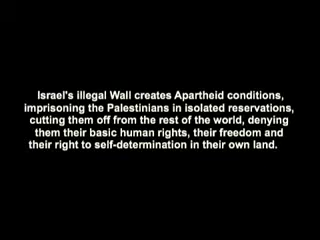 Israel's illegal Wall creates Apartheid conditions,
imprisoning the Palestinians in isolated reservations,
cutting them off from the rest of the world, denying
them their basic human rights, their freedom and
their right to self-determination in their own land.